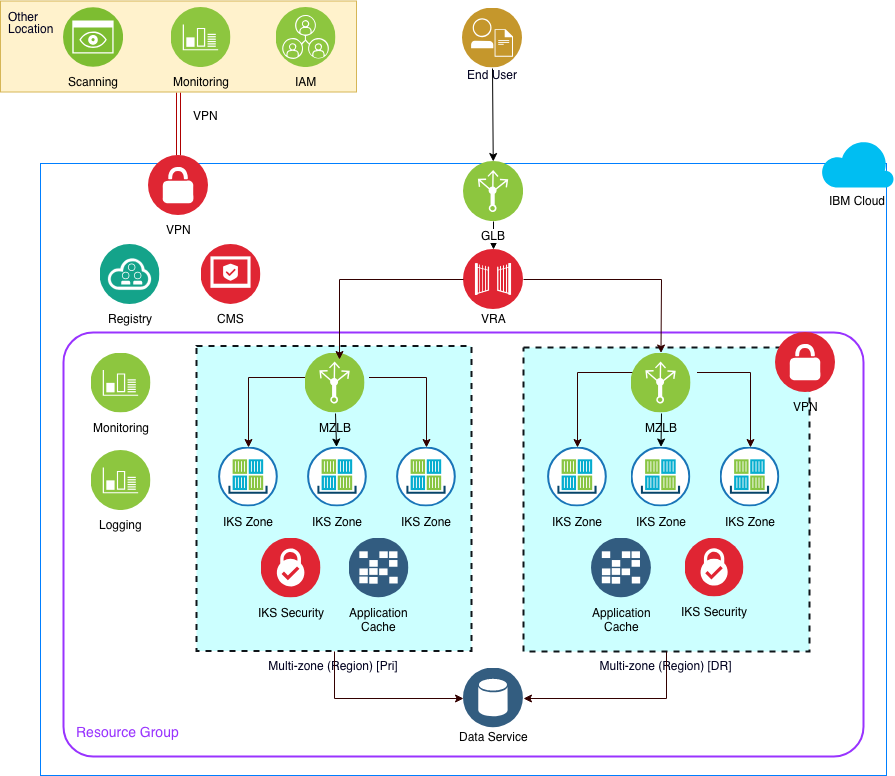 Other
Location
Scanning
Monitoring
IAM
End User
VPN
VPN
IBM Cloud
GLB
Registry
CMS
VRA
Monitoring
Logging
MZLB
IKS Zone
IKS Zone
IKS Zone
IKS Security
Application
Cache
Multi-zone (Region) [Pri]
VPN
MZLB
IKS Zone
IKS Zone
IKS Zone
Application
Cache
IKS Security
Multi-zone (Region) [DR]
Data Service
Resource Group